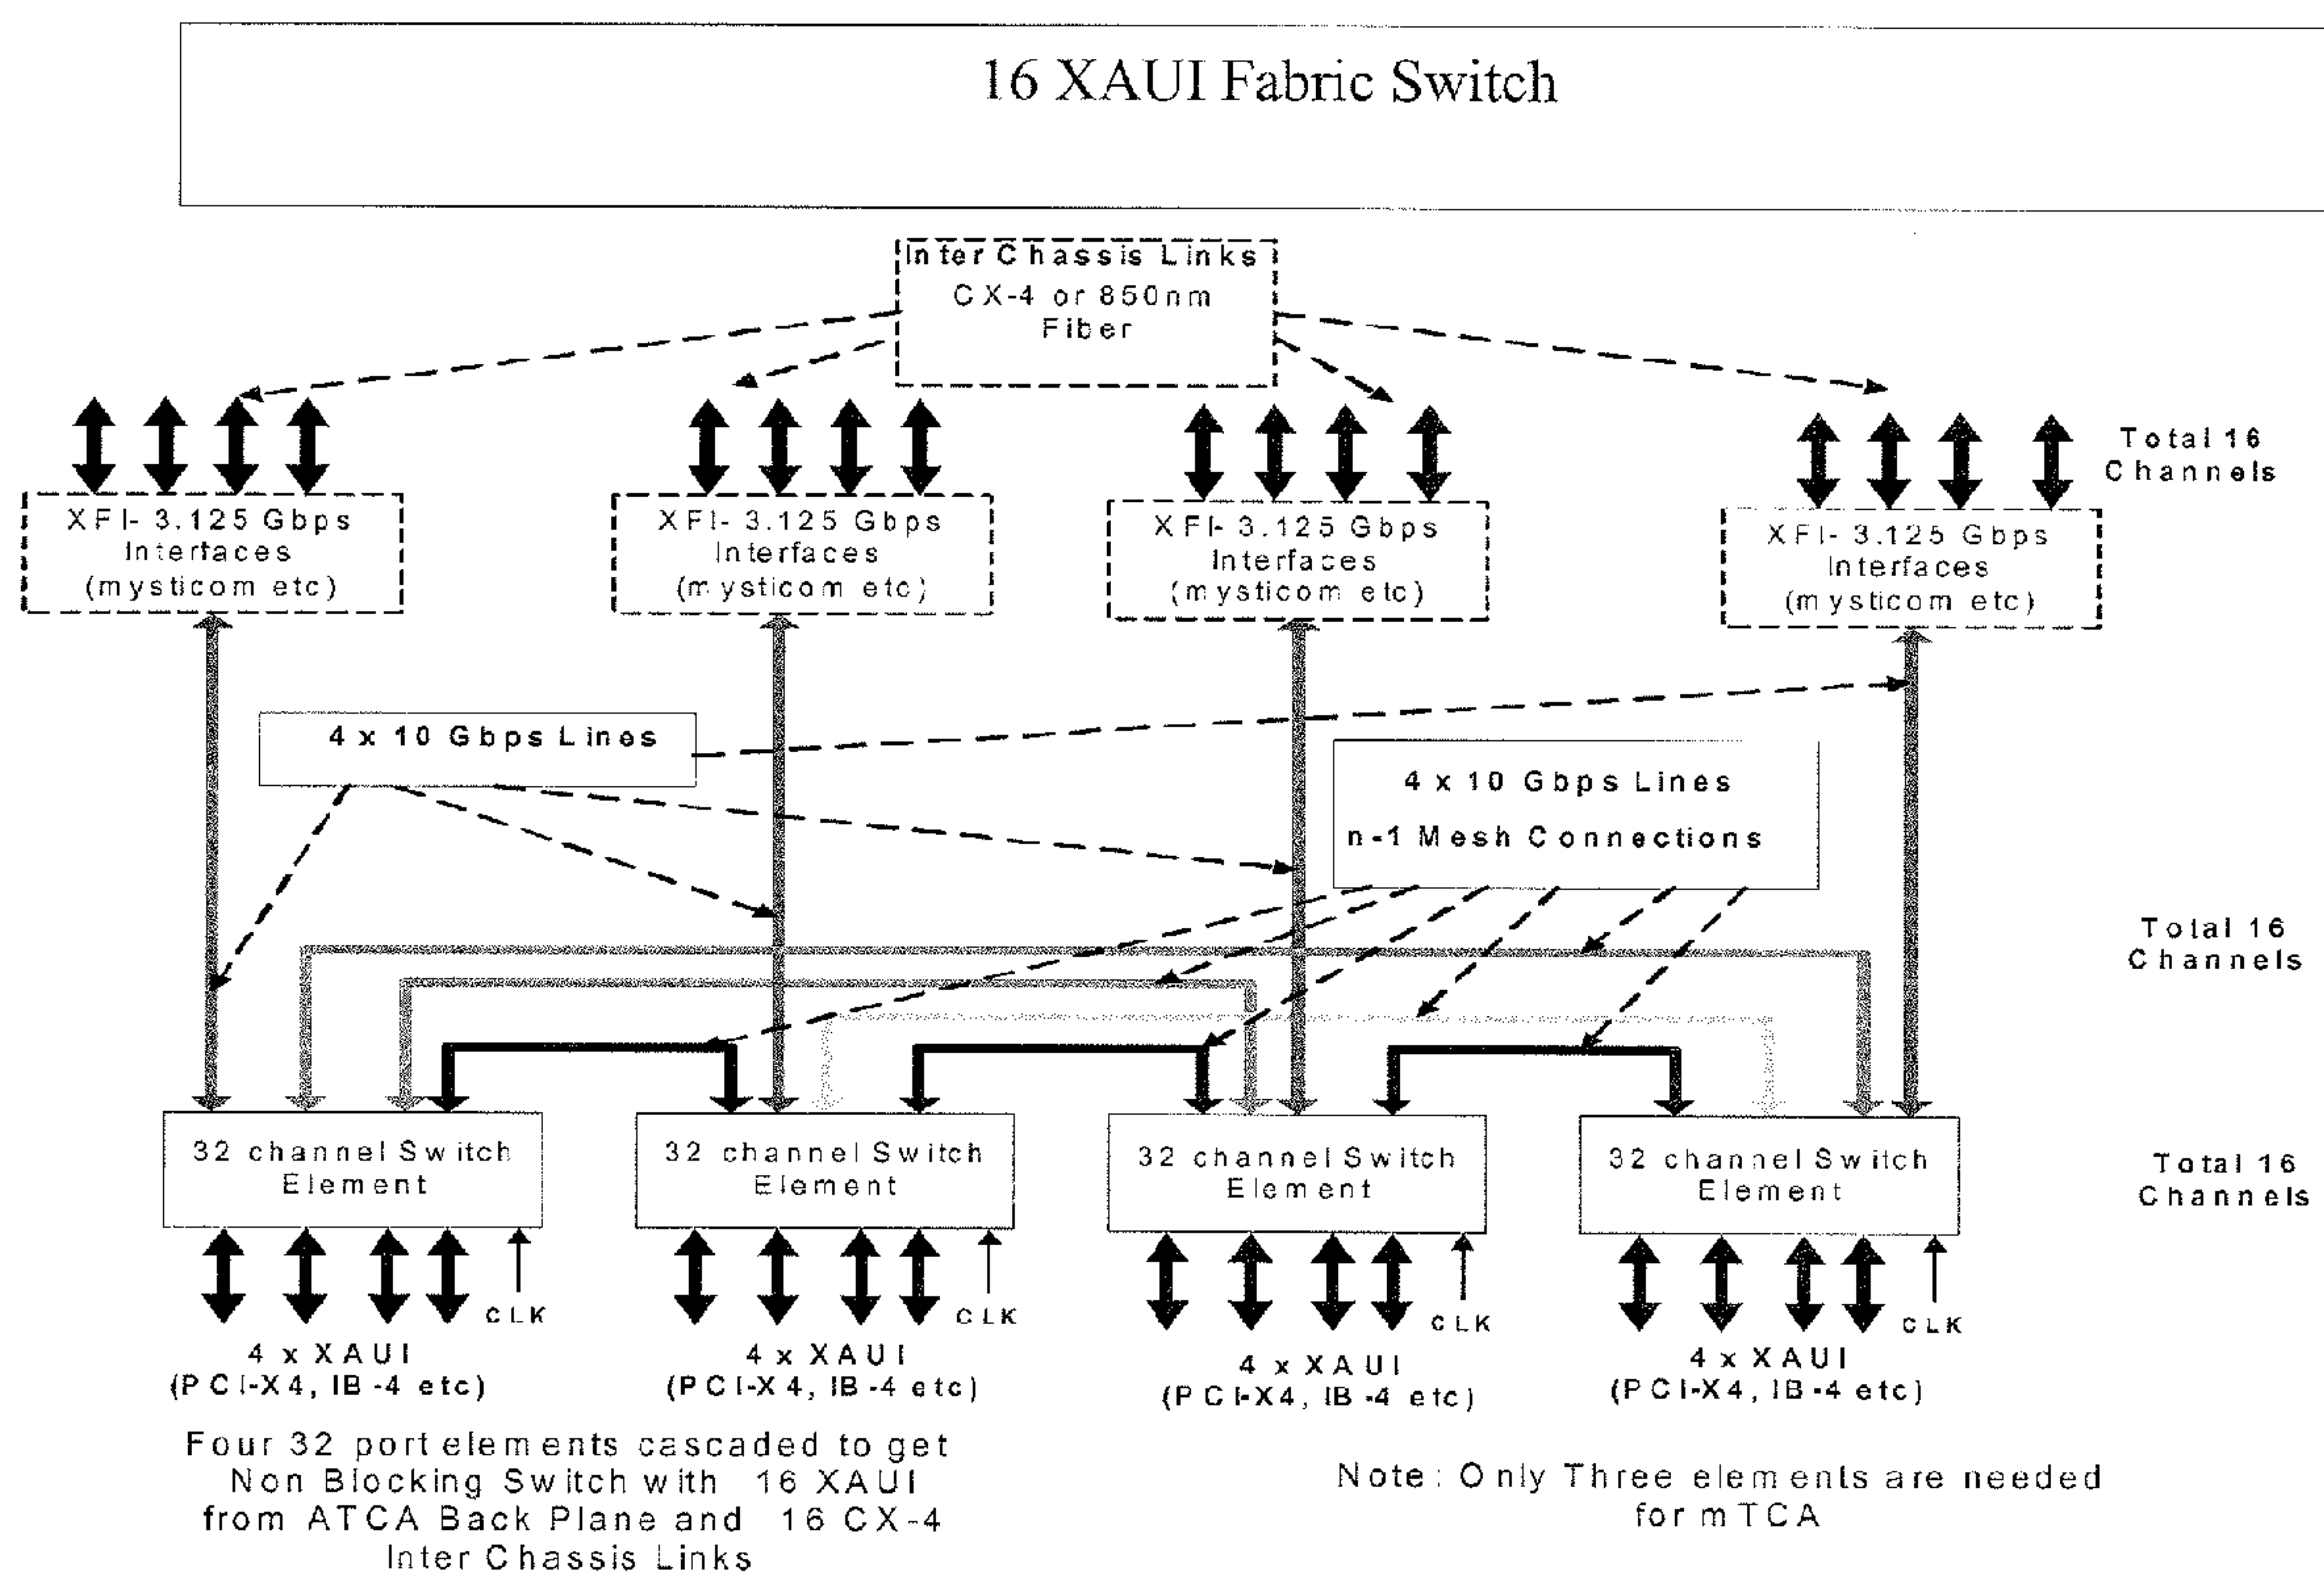 16 XAUI Fabric Switch
Inter Chassis Links
CX-4 or 850nm
Fiber
Total 16
Channels
XFI- 3.125 Gbps
Interfaces
(mysticom etc)
XFI- 3.125 Gbps
Interfaces
(mysticom etc)
XFI- 3.125 Gbps
Interfaces
(mysticom etc)
XFI- 3.125 Gbps
Interfaces
(mysticom etc)
4 x 10 Gbps Lines
4 x 10 Gbps Lines
n-1 Mesh Connections
Total 16
Channels
32 channel Switch
Element
32 channel Switch
Element
32 channel Switch
Element
32 channel Switch
Element
Total 16
Channels
CLK
CLK
CLK
CLK
4 x XAUI
(PCI-X4, IB-4 etc)
4 x XAUI
(PCI-X4, IB-4 etc)
4 x XAUI
(PCI-X4, IB-4 etc)
4 x XAUI
(PCI-X4, IB-4 etc)
Four 32 port elements cascaded to get
Non Blocking Switch with 16 XAUI
from ATCA Back Plane and 16 CX-4
Inter Chassis Links
Note: Only Three elements are needed
for mTCA